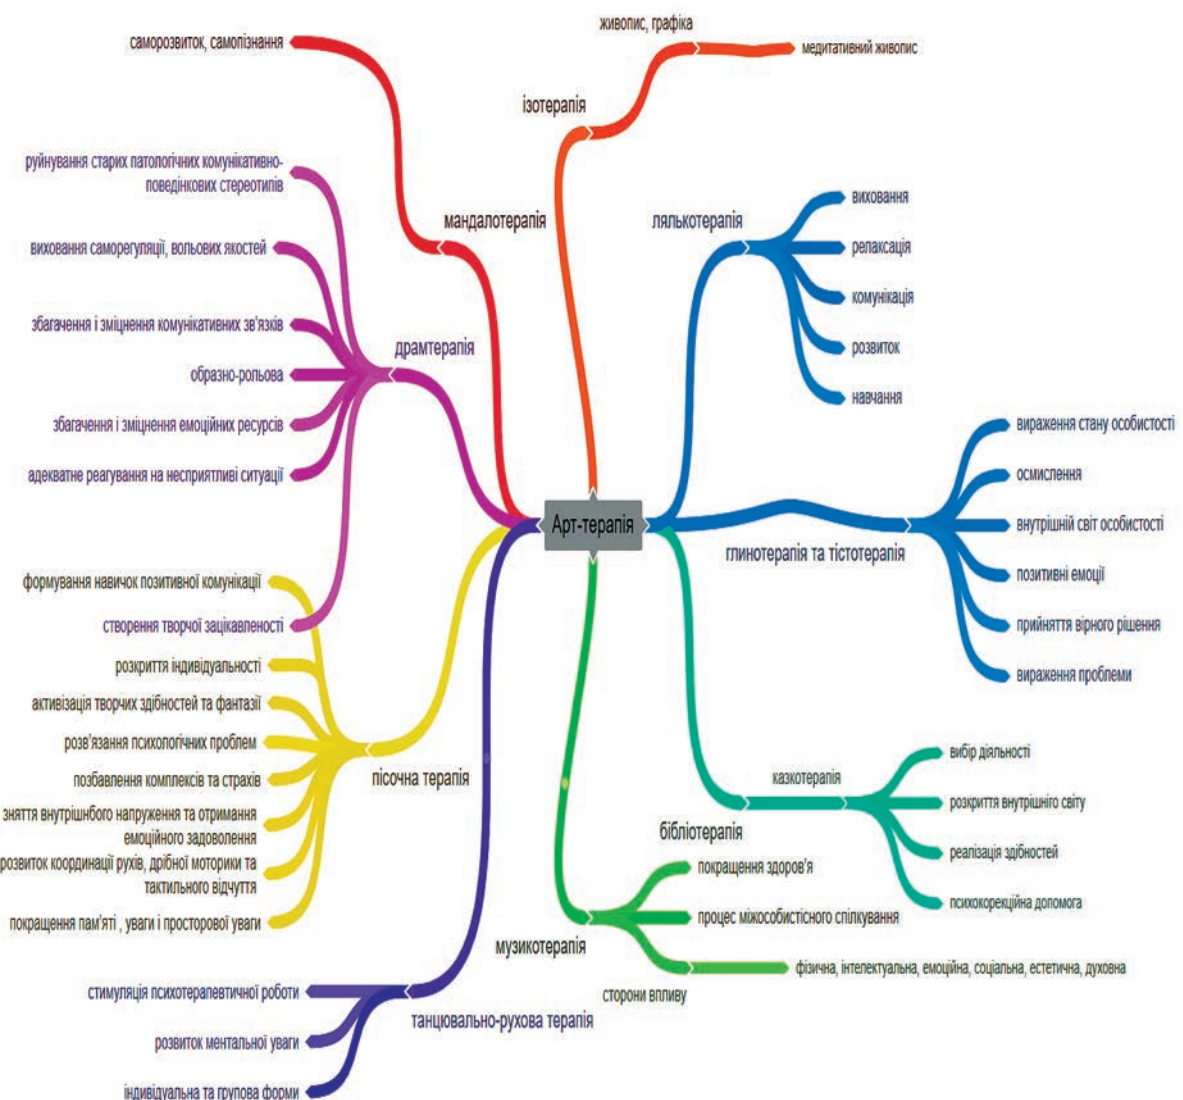 живопис, графіка
саморозвиток, самопізнання
медитативний живопис
ізотерапія
руйнування старих патологічних комунікативно-
поведінкових стереотипів
мандалотерапія
лялькотерапія
виховання
виховання саморегуляції, вольових якостей
релаксація
комунікація
збагачення і зміцнення комунікативних зв'язків
драмтерапія
розвиток
образно-рольова
навчання
збагачення і зміцнення емоційних ресурсів
вираження стану особистості
адекватне реагування на несприятливі ситуації
осмислення
Арт-терапія
внутрішній світ особистості
глинотерапія та тістотерапія
формування навичок позитивної комунікації
позитивні емоції
створення творчої зацікавленості
прийняття вірного рішення
розкриття індивідуальності
вираження проблеми
активізація творчих здібностей та фантазії
розв'язання психологічних проблем
вибір діяльності
позбавлення комплексів та страхів
пісочна терапія
казкотерапія
розкриття внутрішніго світу
зняття внутрішнбого напруження та отримання
емоційного задоволення
бібліотерапія
реалізація здібностей
розвиток координації рухів, дрібної моторики та
тактильного відчуття
покращення здоров'я
психокорекційна допомога
покращення пам'яті , уваги і просторової уваги
процес міжособистісного спілкування
музикотерапія
фізична, інтелектуальна, емоційна, соціальна, естетична, духовна
сторони впливу
стимуляція психотерапевтичної роботи
танцювально-рухова терапія
розвиток ментальної уваги
індивідуальна та групова форми